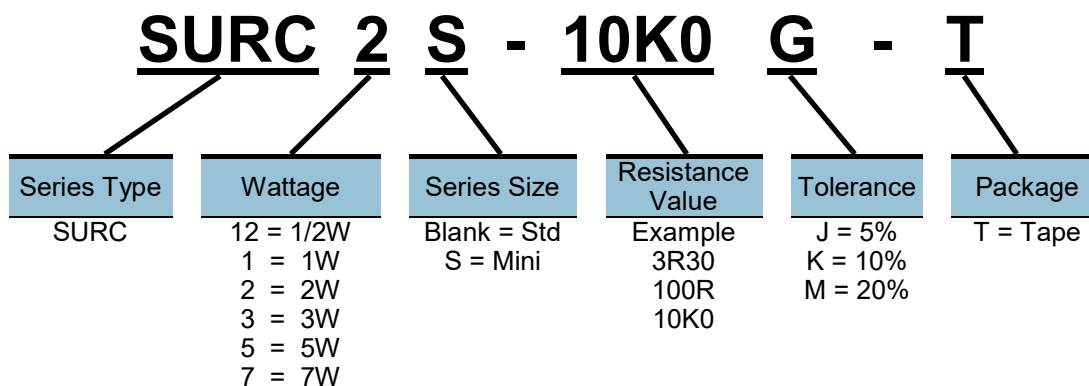 SURC 2 S - 10K0 G - T
Series Type
SURC
Wattage
12 = 1/2W
1 = 1W
2 = 2W
3 = 3W
5 = 5W
7 = 7W
Series Size
Blank = Std
S = Mini
Resistance
Value
Example
3R30
100R
10K0
Tolerance
J = 5%
K = 10%
M = 20%
Package
T = Tape